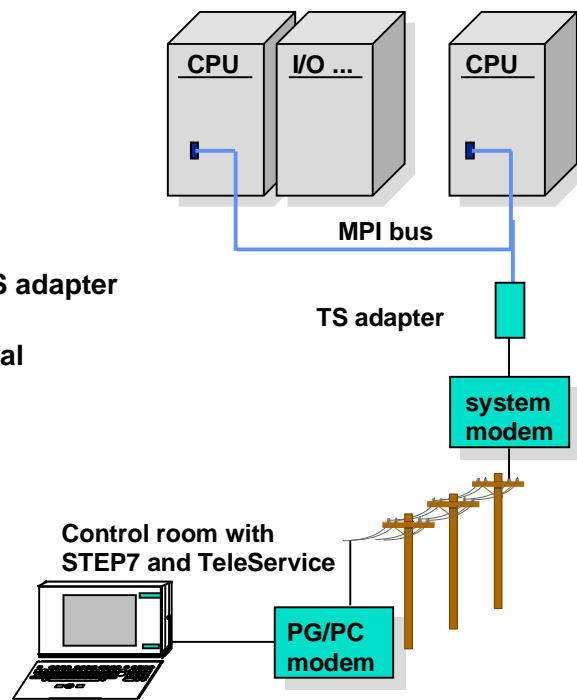 CPU
I/O ...
CPU
MPI bus
S adapter
TS adapter
al
system
modem
Control room with
STEP7 and TeleService
PG/PC
modem